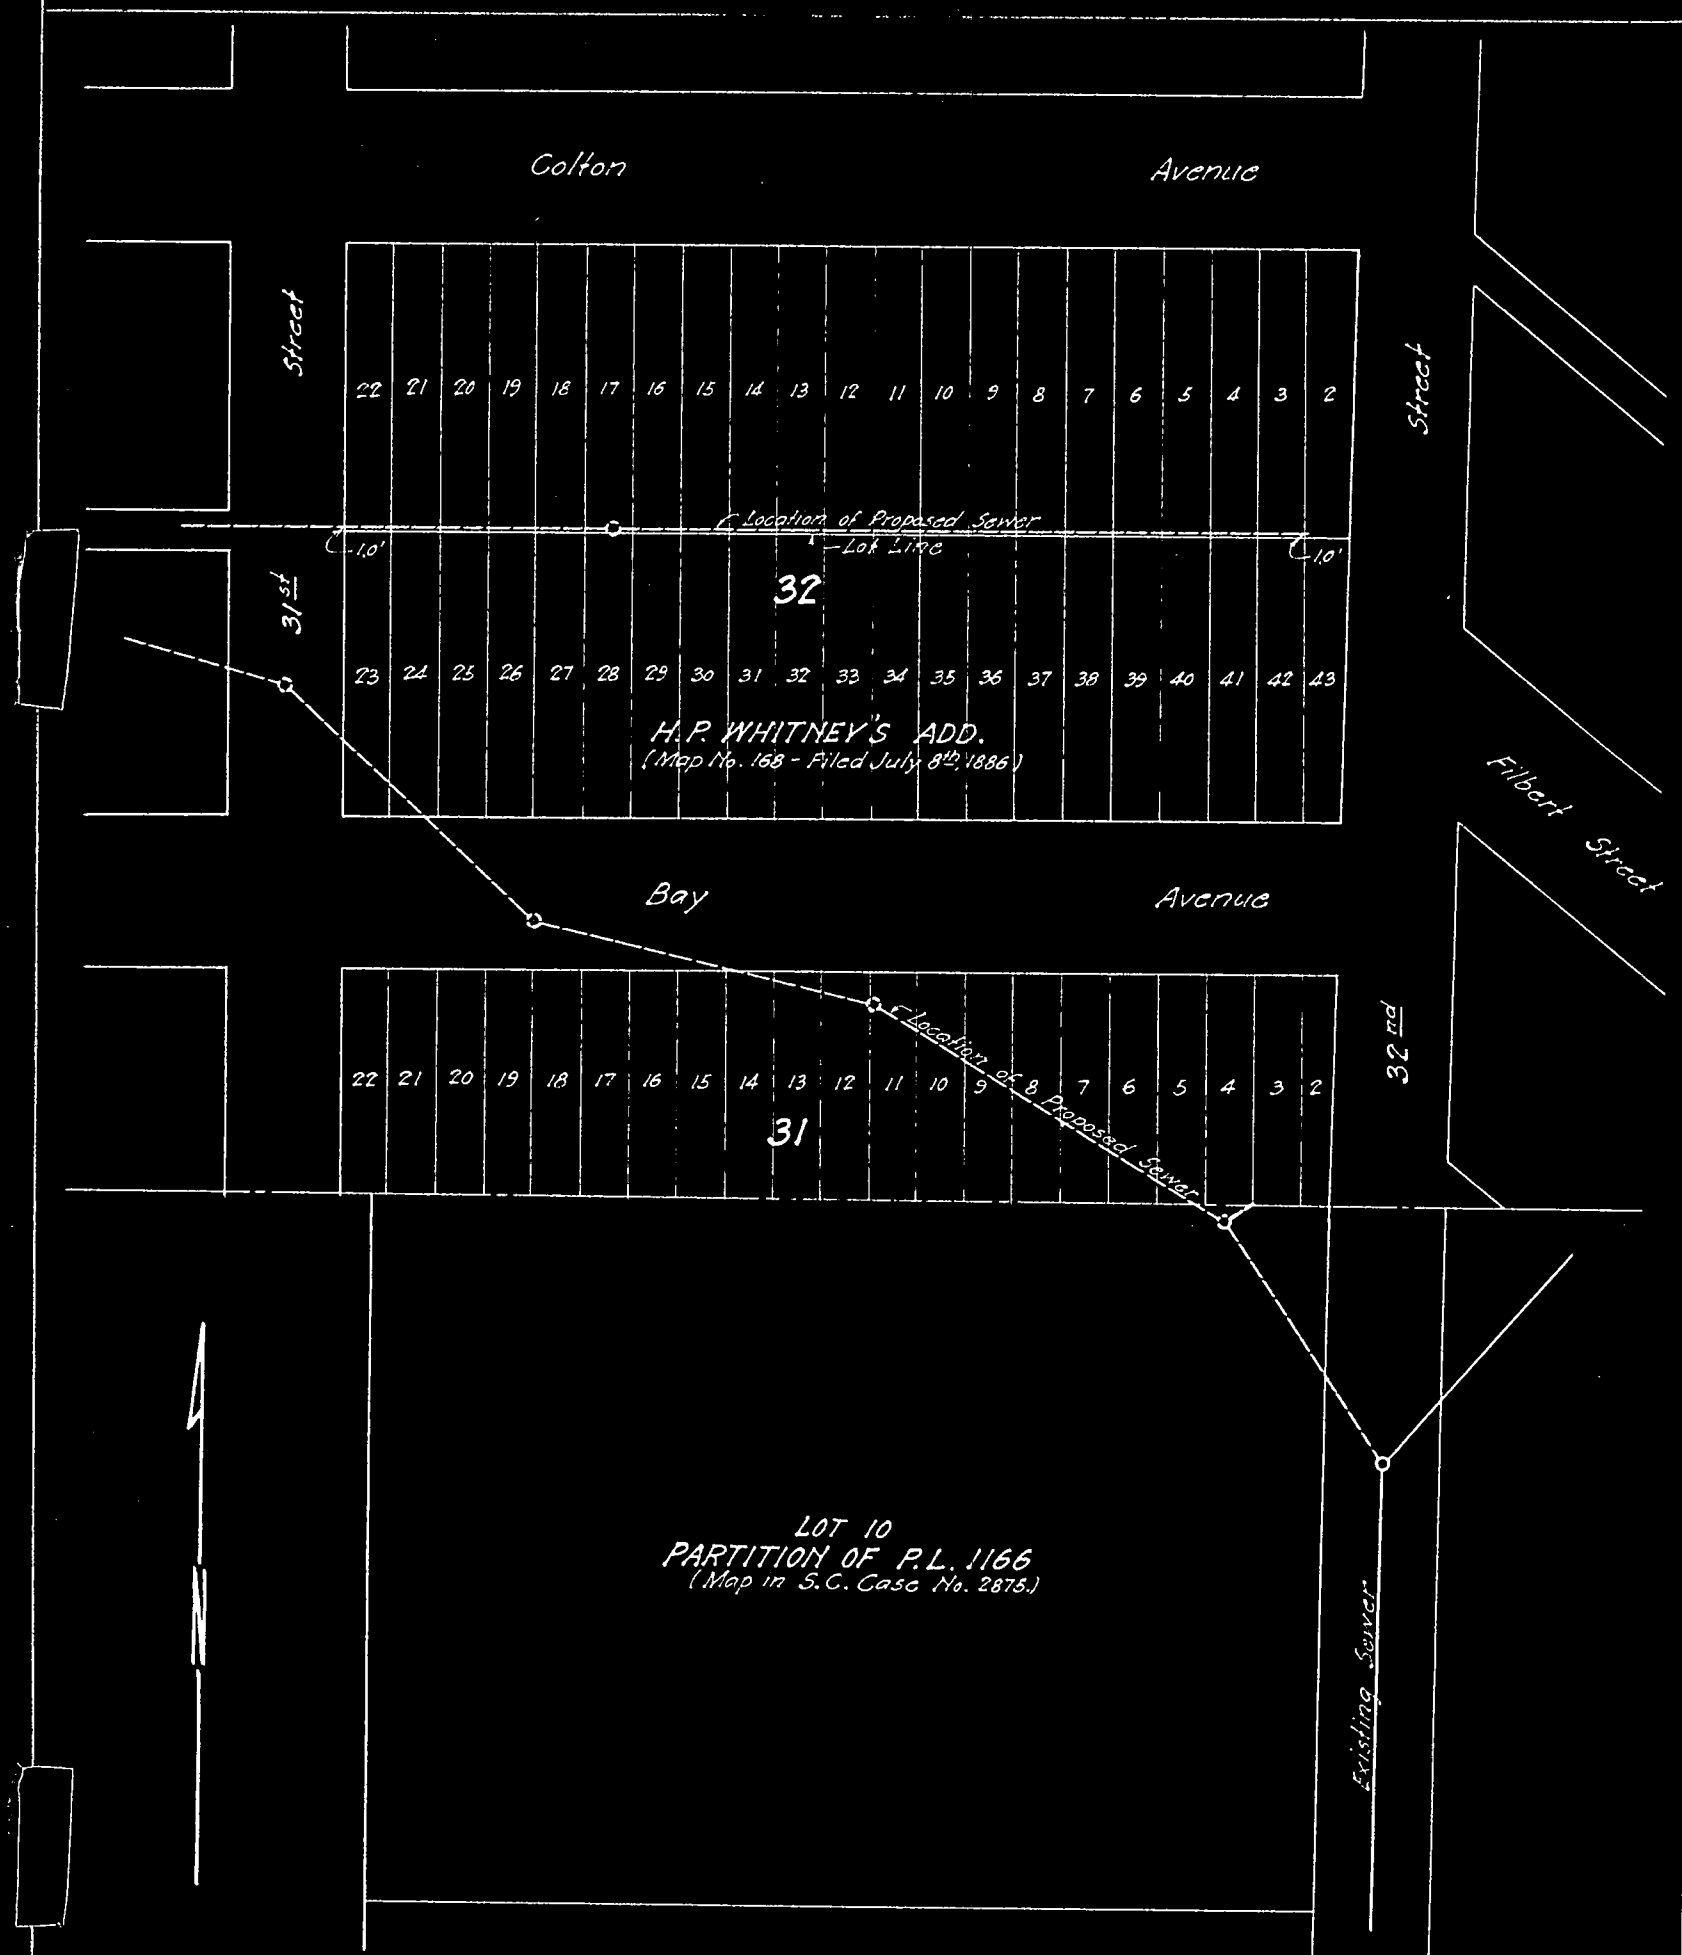 Colton Avenue
Street
Street
22 21 20 19 18 17 16 15 14 13 12 11 10 9 8 7 6 5 4 3 2
Location of Proposed Sewer
1.0' Lot Line 1.0'
32
31st
23 24 25 26 27 28 29 30 31 32 33 34 35 36 37 38 39 40 41 42 43
H.P. WHITNEY'S ADD.
(Map No. 168 - Filed July 8th, 1886)
Filbert Street
Bay Avenue
32nd
Location of Proposed Sewer
22 21 20 19 18 17 16 15 14 13 12 11 10 9 8 7 6 5 4 3 2
31
N
LOT 10
PARTITION OF P.L. 1166
(Map in S.C. Case No. 2875.)
Existing Sewer